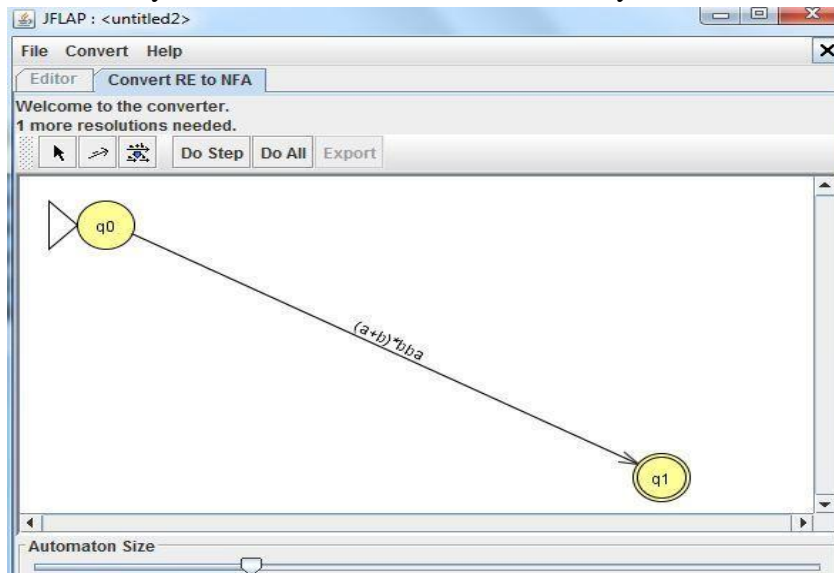 JFLAP : <untitled2>
File Convert Help
Editor Convert RE to NFA
Welcome to the converter.
1 more resolutions needed.
Do Step Do All Export
q0
(a+b)*bba
q1
Automaton Size